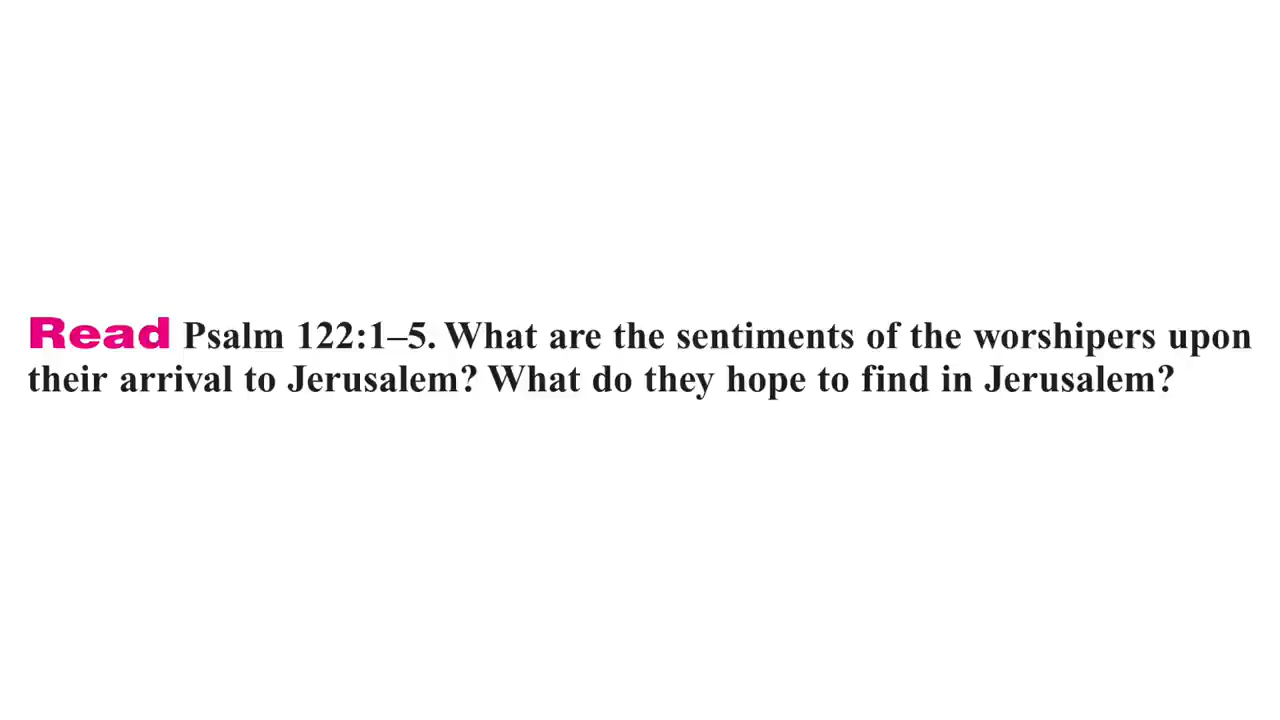 Read Psalm 122:1–5. What are the sentiments of the worshipers upon
their arrival to Jerusalem? What do they hope to find in Jerusalem?